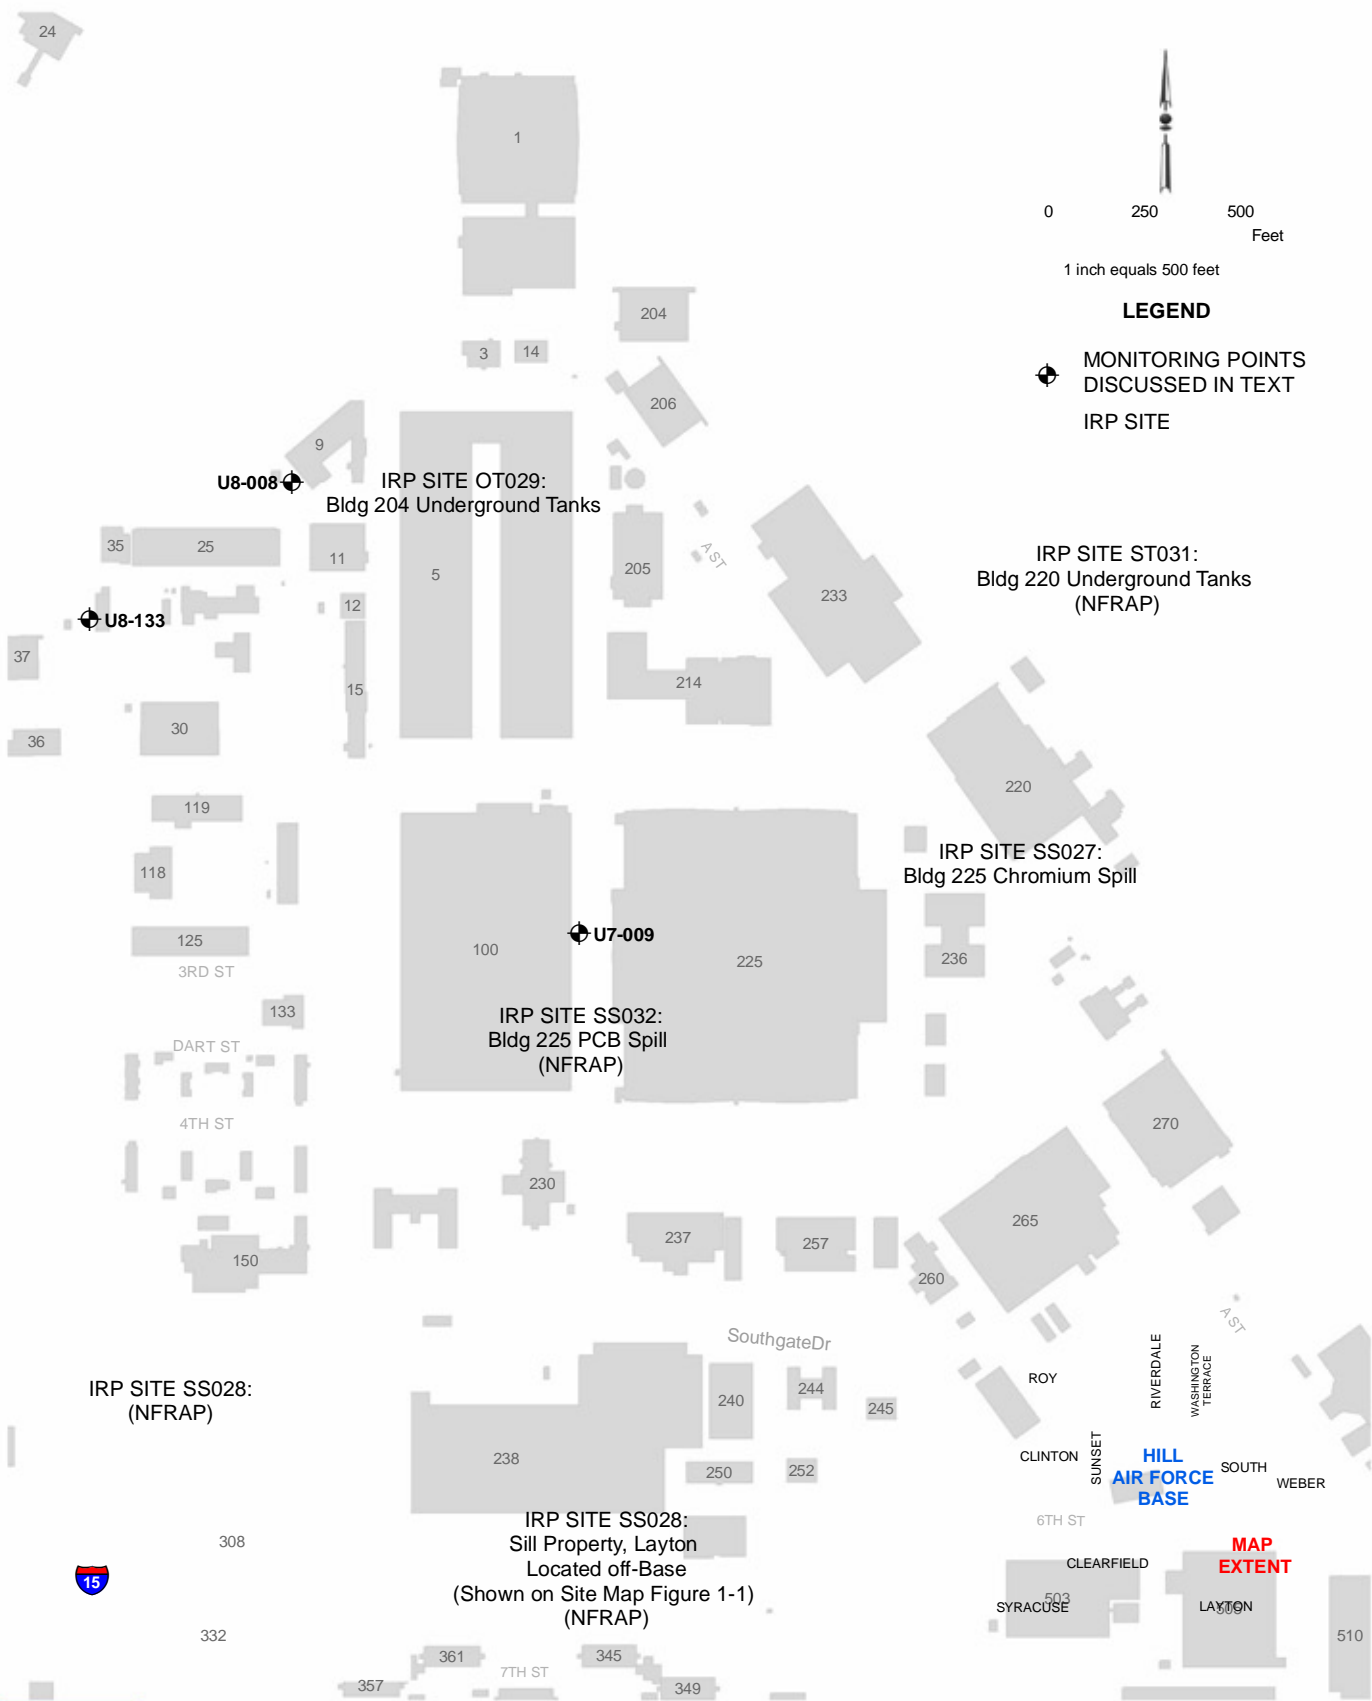 24
1
0 250 500
Feet
1 inch equals 500 feet
LEGEND
MONITORING POINTS
DISCUSSED IN TEXT
IRP SITE
204
3
14
206
9
U8-008
IRP SITE OT029:
Bldg 204 Underground Tanks
35
25
11
5
205
A ST
233
IRP SITE ST031:
Bldg 220 Underground Tanks
(NFRAP)
12
U8-133
37
15
214
30
36
220
119
118
IRP SITE SS027:
Bldg 225 Chromium Spill
125
3RD ST
100
U7-009
225
236
133
IRP SITE SS032:
Bldg 225 PCB Spill
(NFRAP)
DART ST
4TH ST
270
230
265
237
257
150
260
A ST
SouthgateDr
IRP SITE SS028:
(NFRAP)
240
244
245
ROY
RIVERDALE
WASHINGTON
TERRACE
238
250
252
CLINTON
SUNSET
HILL
AIR FORCE
BASE
SOUTH
WEBER
IRP SITE SS028:
Sill Property, Layton
Located off-Base
(Shown on Site Map Figure 1-1)
(NFRAP)
6TH ST
308
15
CLEARFIELD
MAP
EXTENT
503
SYRACUSE
LAYTON
332
510
361
345
7TH ST
357
349